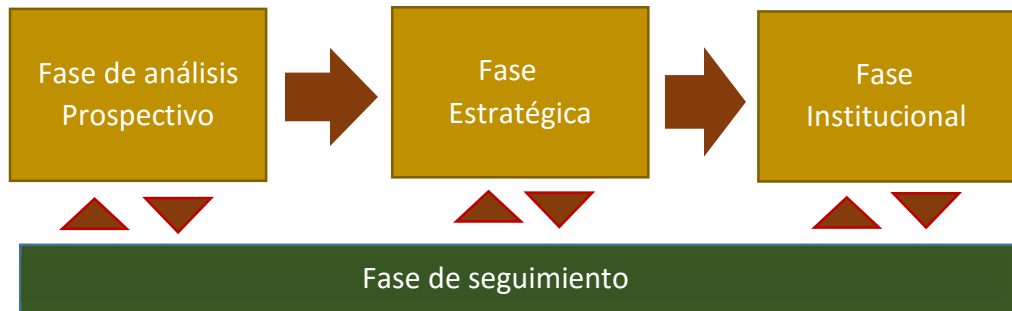 Fase de análisis
Prospectivo
Fase
Estratégica
Fase
Institucional
Fase de seguimiento